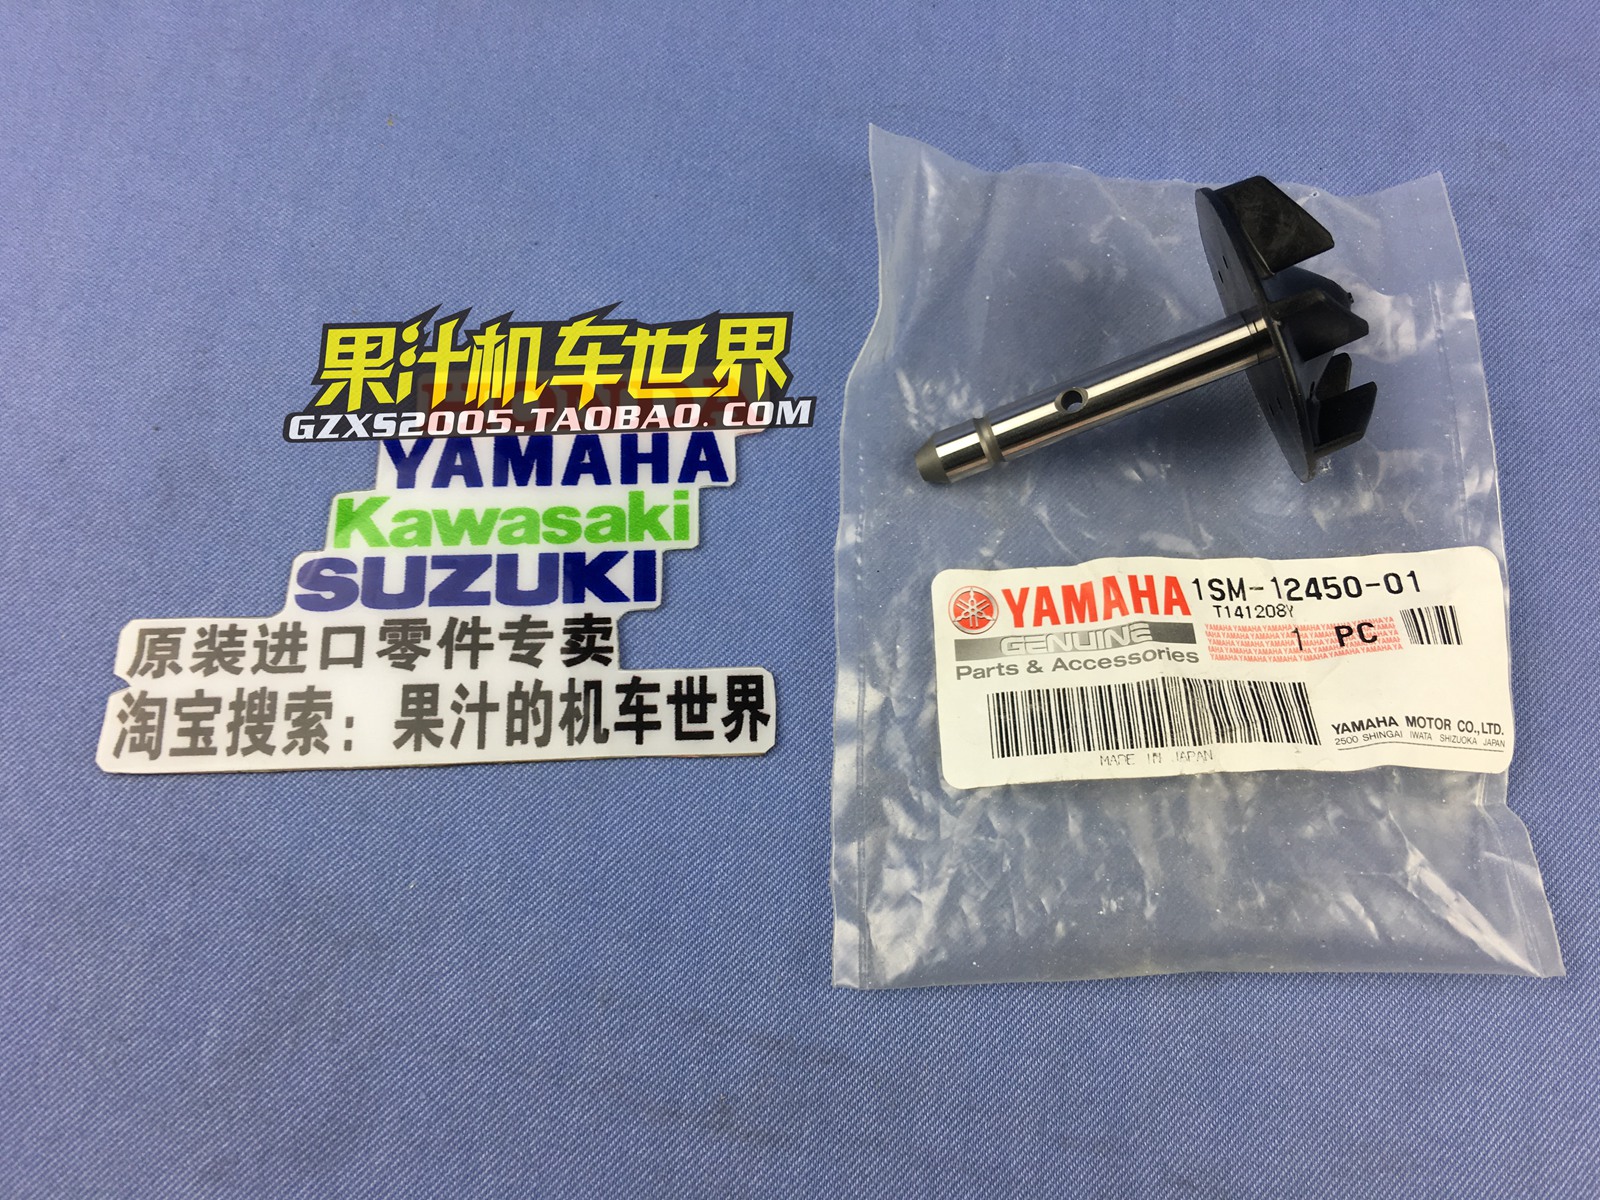 果汁机车世界
GZXS2005.TAOBAO.COM
HONDA
YAMAHA
Kawasaki
SUZUKI
原装进口零件专卖
淘宝搜索：果汁的机车世界
YAMAHA 1SM-12450-01
T141208Y
GENUINE
1 PC
Parts & Accessories
YAMAHA MOTOR CO.,LTD.
2500 SHINGAI IWATA SHIZUOKA JAPAN
MADE IN JAPAN